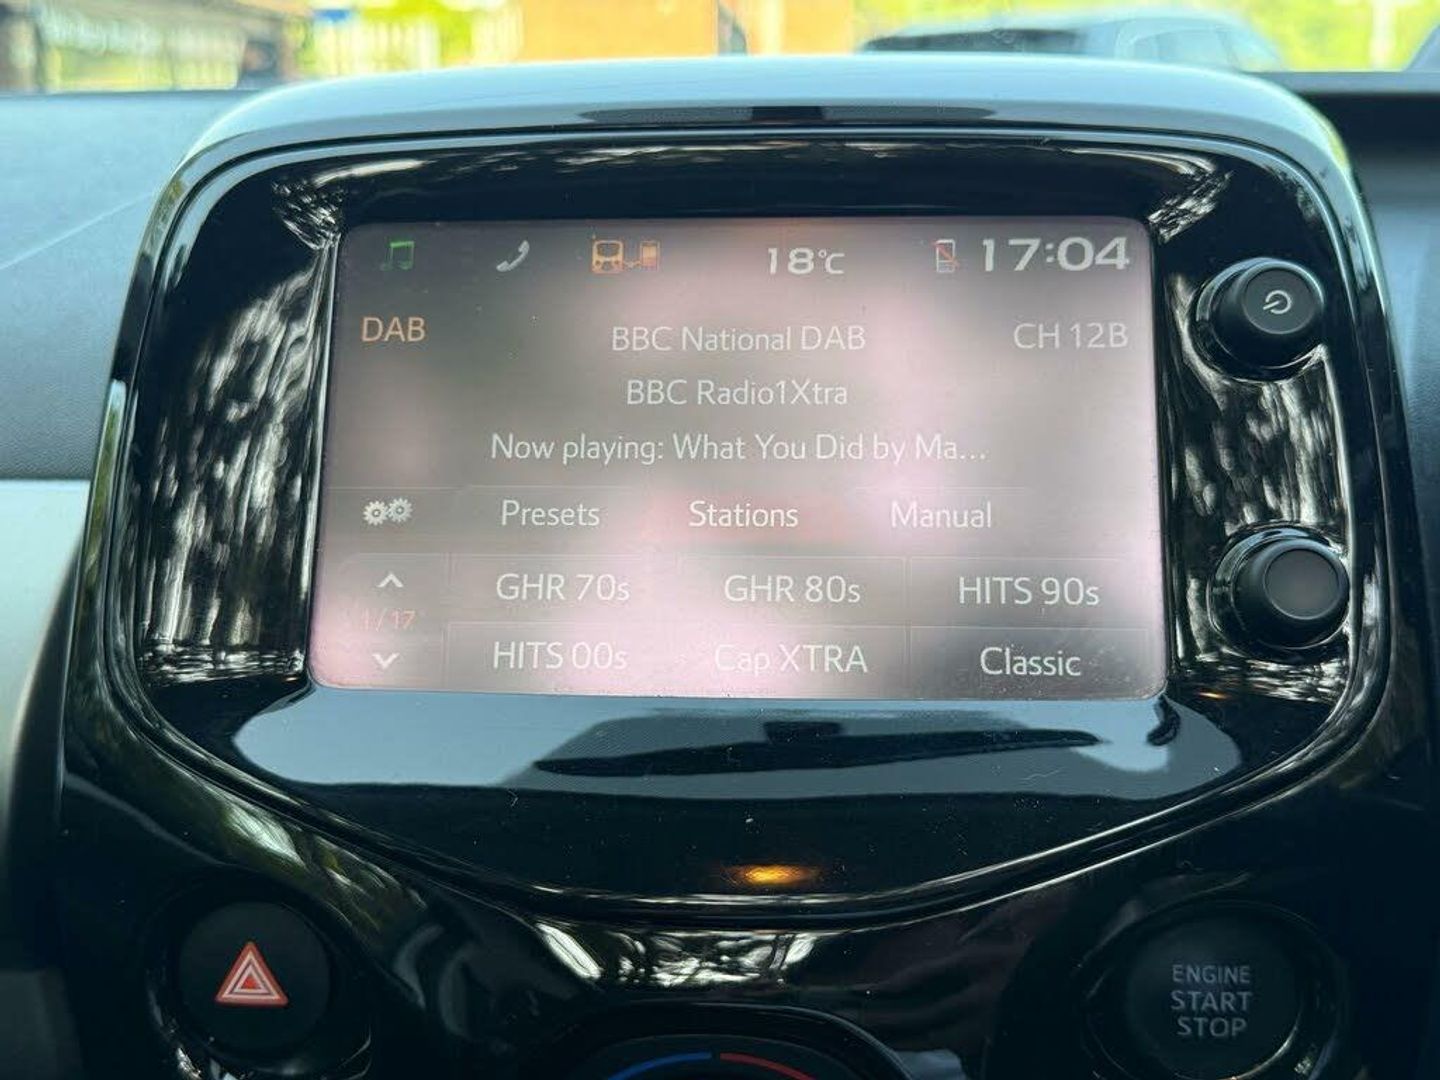 18°C 17:04
DAB BBC National DAB CH 12B
BBC Radio1Xtra
Now playing: What You Did by Ma...
Presets Stations Manual
GHR 70s GHR 80s HITS 90s
1/17
HITS 00s Cap XTRA Classic
ENGINE
START
STOP